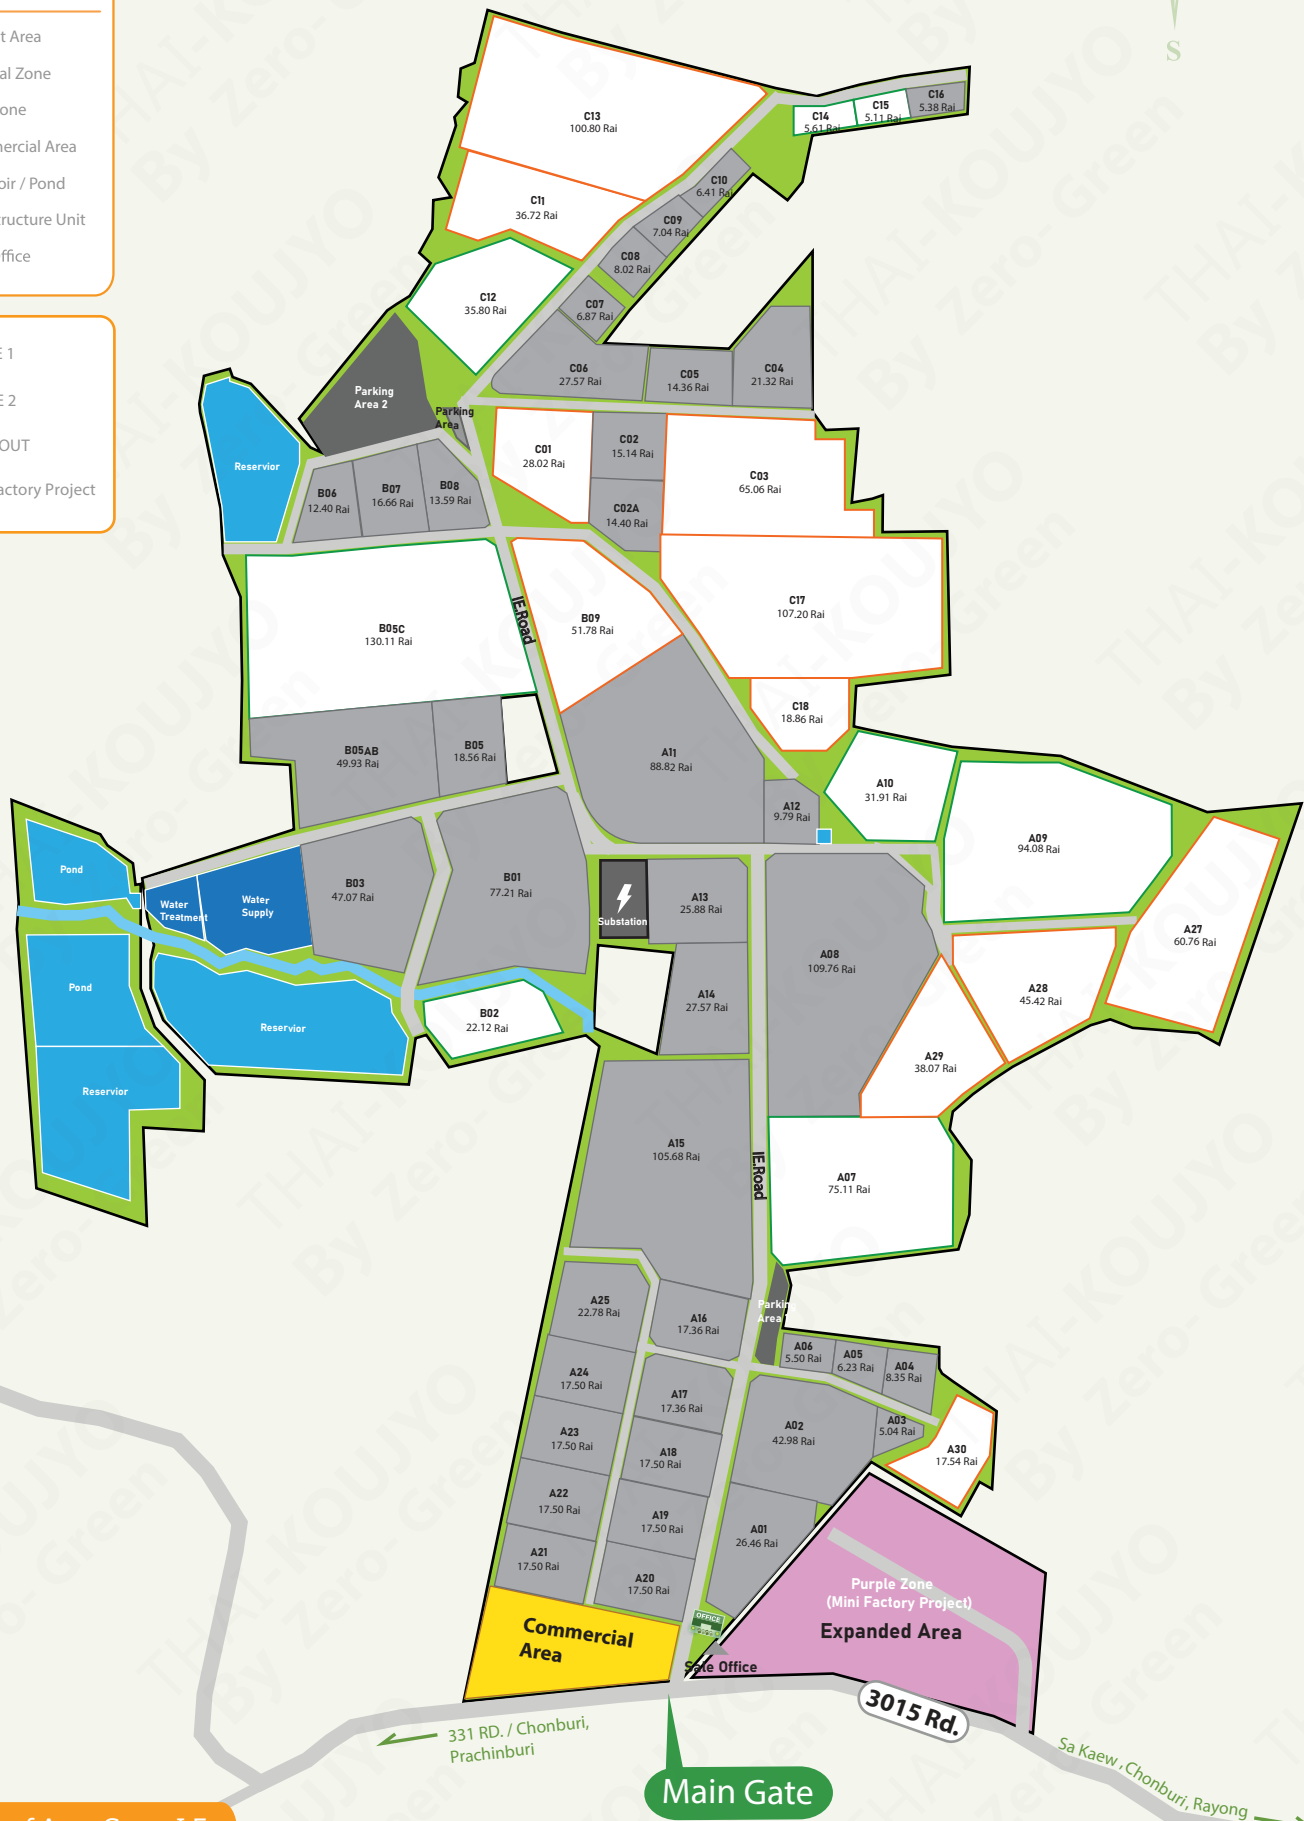 t Area
al Zone
one
ercial Area
oir / Pond
tructure Unit
ffice
E 1
E 2
OUT
actory Project
S
C13
100.80 Rai
C14
5.61 Rai
C15
5.11 Rai
C16
5.38 Rai
C10
6.41 Rai
C11
36.72 Rai
C09
7.04 Rai
C08
8.02 Rai
C12
35.80 Rai
C07
6.87 Rai
C06
27.57 Rai
C05
14.36 Rai
C04
21.32 Rai
Parking
Area 2
Parking
Area
Reservior
C01
28.02 Rai
C02
15.14 Rai
C03
65.06 Rai
B06
12.40 Rai
B07
16.66 Rai
B08
13.59 Rai
C02A
14.40 Rai
IE.Road
B05C
130.11 Rai
B09
51.78 Rai
C17
107.20 Rai
C18
18.86 Rai
B05AB
49.93 Rai
B05
18.56 Rai
A11
88.82 Rai
A10
31.91 Rai
A12
9.79 Rai
A09
94.08 Rai
Pond
Water
Treatment
Water
Supply
B03
47.07 Rai
B01
77.21 Rai
Substation
A13
25.88 Rai
A08
109.76 Rai
A27
60.76 Rai
Pond
Reservior
B02
22.12 Rai
A14
27.57 Rai
A28
45.42 Rai
A29
38.07 Rai
Reservior
A15
105.68 Rai
IE.Road
A07
75.11 Rai
A25
22.78 Rai
A16
17.36 Rai
Parkin
Area
A06
5.50 Rai
A05
6.23 Rai
A04
8.35 Rai
A24
17.50 Rai
A17
17.36 Rai
A02
42.98 Rai
A03
5.04 Rai
A23
17.50 Rai
A18
17.50 Rai
A30
17.54 Rai
A22
17.50 Rai
A19
17.50 Rai
A01
26.46 Rai
A21
17.50 Rai
A20
17.50 Rai
Purple Zone
(Mini Factory Project)
Expanded Area
Commercial
Area
OFFICE
Sale Office
3015 Rd.
331 RD. / Chonburi,
Prachinburi
Sa Kaew , Chonburi, Rayong
Main Gate
THAI-KOUJYO
By Zero-Green